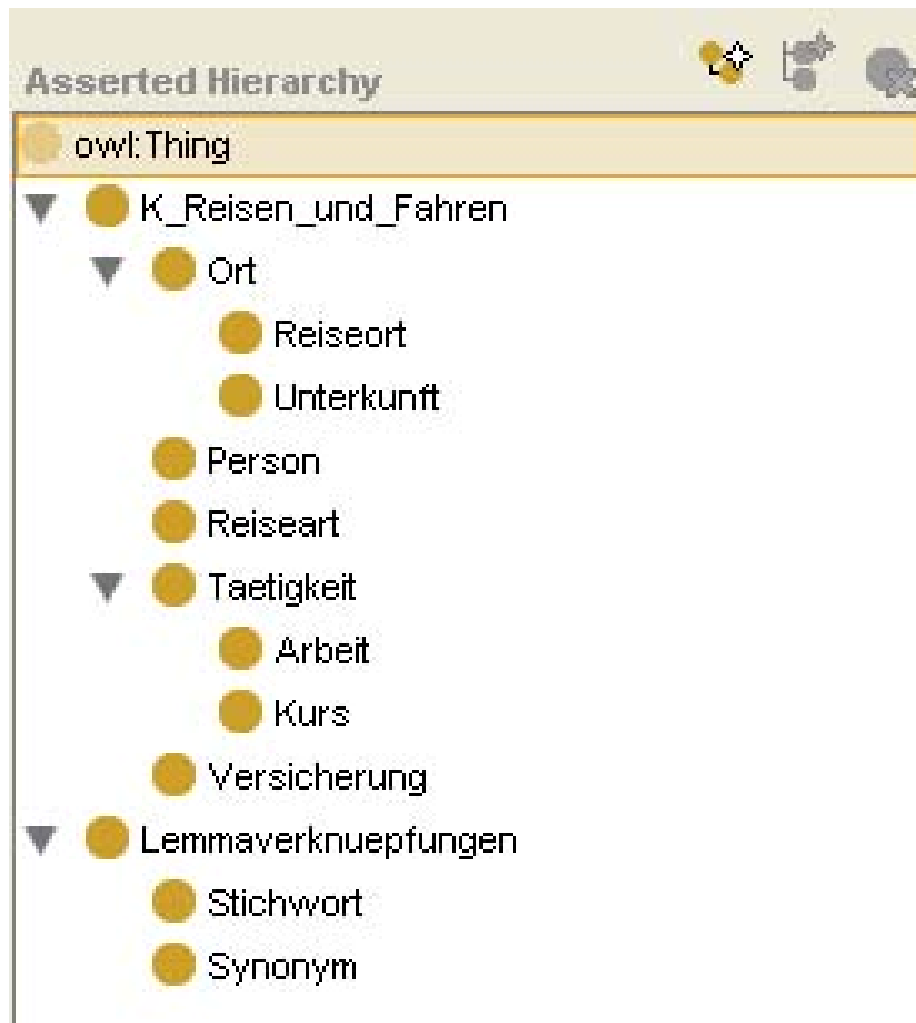 Asserted Hierarchy
owl:Thing
K_Reisen_und_Fahren
Ort
Reiseort
Unterkunft
Person
Reiseart
Taetigkeit
Arbeit
Kurs
Versicherung
Lemmaverknuepfungen
Stichwort
Synonym